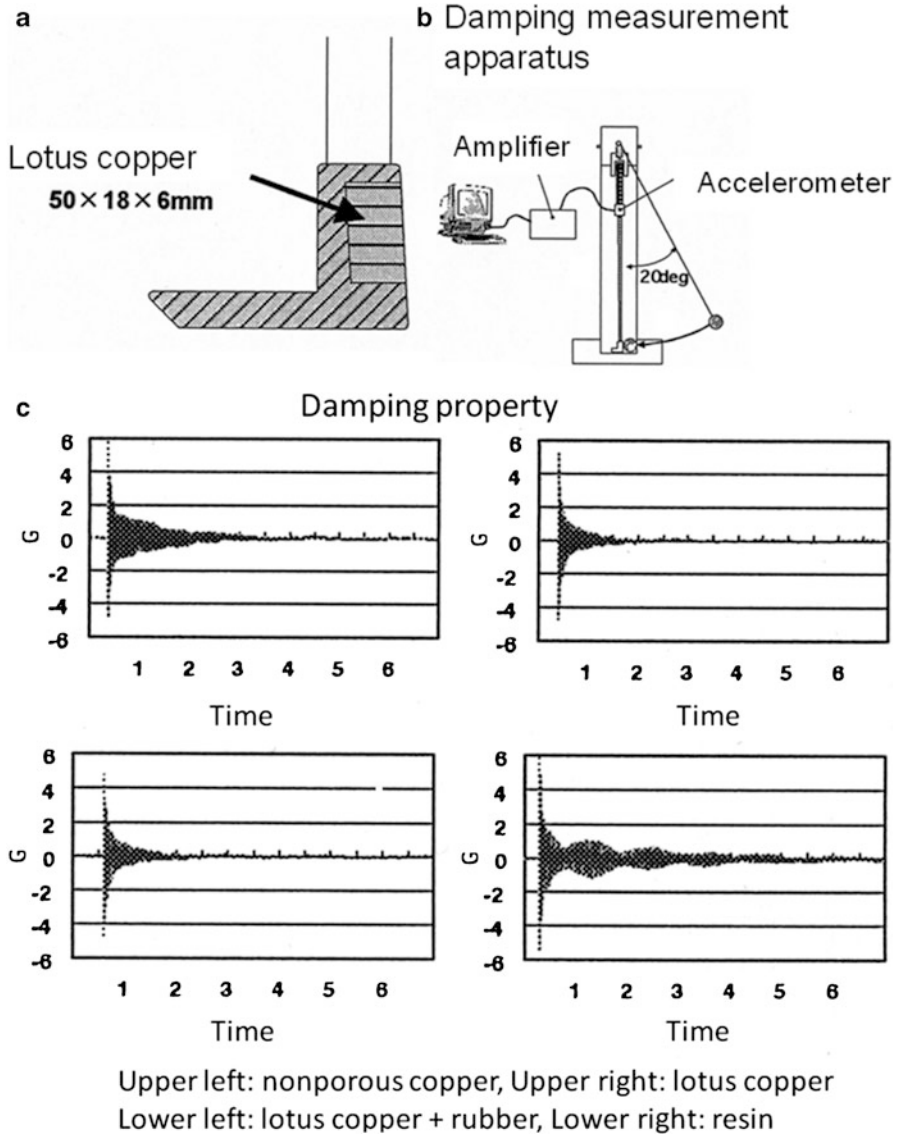 a
Lotus copper
50×18×6mm
b Damping measurement
apparatus
Amplifier
Accelerometer
20deg
c
Damping property
6
4
2
0
-2
-4
-6
G
1 2 3 4 5 6
Time
6
4
2
0
-2
-4
-6
G
1 2 3 4 5 6
Time
6
4
2
0
-2
-4
-6
G
1 2 3 4 5 6
Time
6
4
2
0
-2
-4
-6
G
1 2 3 4 5 6
Time
Upper left: nonporous copper, Upper right: lotus copper
Lower left: lotus copper + rubber, Lower right: resin